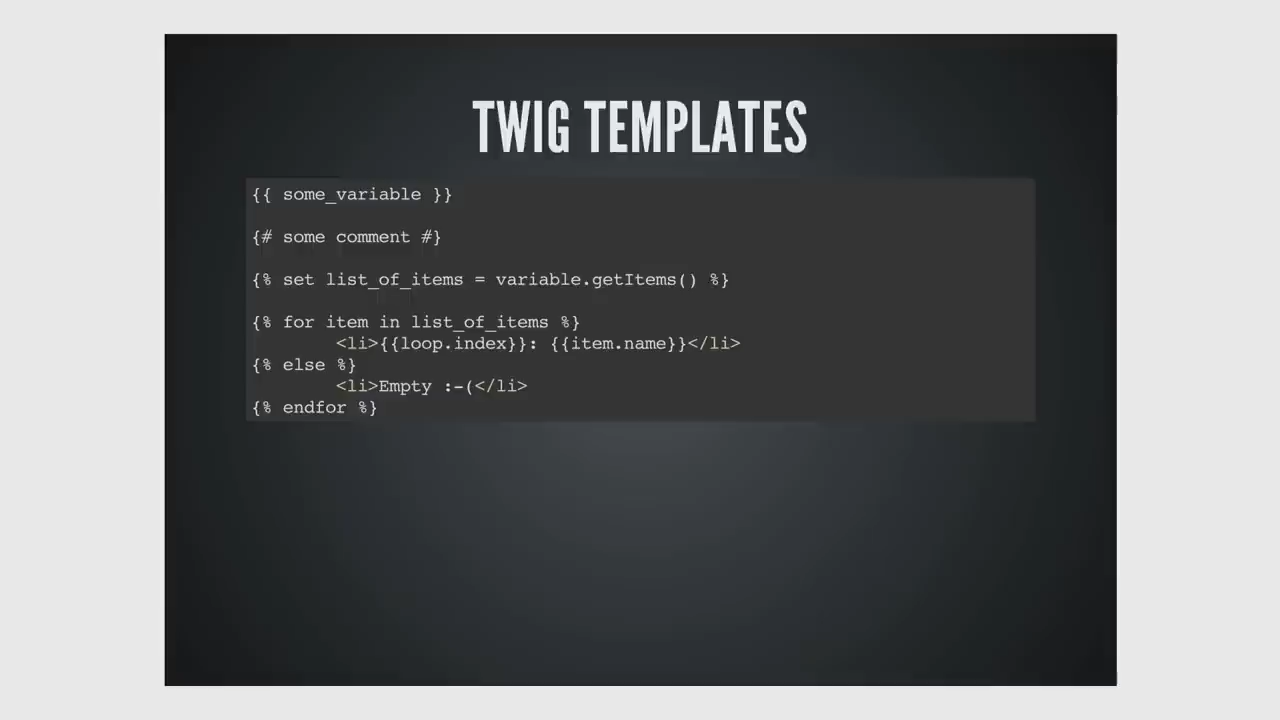 TWIG TEMPLATES
{{ some_variable }}
{# some comment #}
{% set list_of_items = variable.getItems() %}
{% for item in list_of_items %}
<li>{{loop.index}}: {{item.name}}</li>
{% else %}
<li>Empty :-(</li>
{% endfor %}